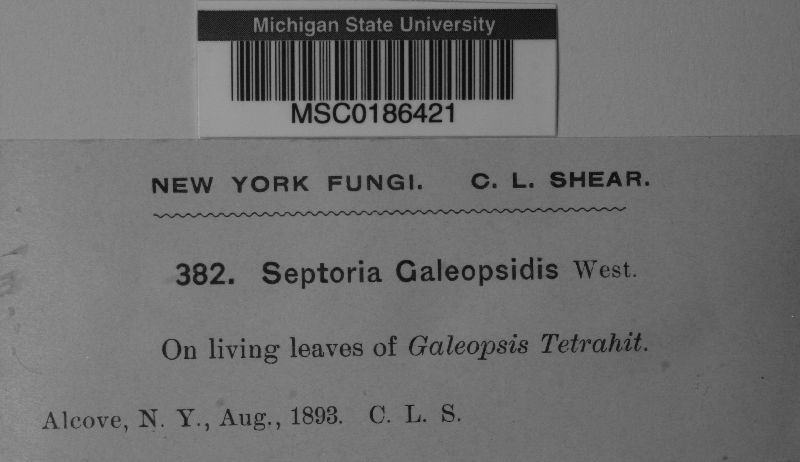 Michigan State University
MSC0186421
NEW YORK FUNGI. C. L. SHEAR.
382. Septoria Galeopsidis West.
On living leaves of Galeopsis Tetrahit.
Alcove, N. Y., Aug., 1893. C. L. S.